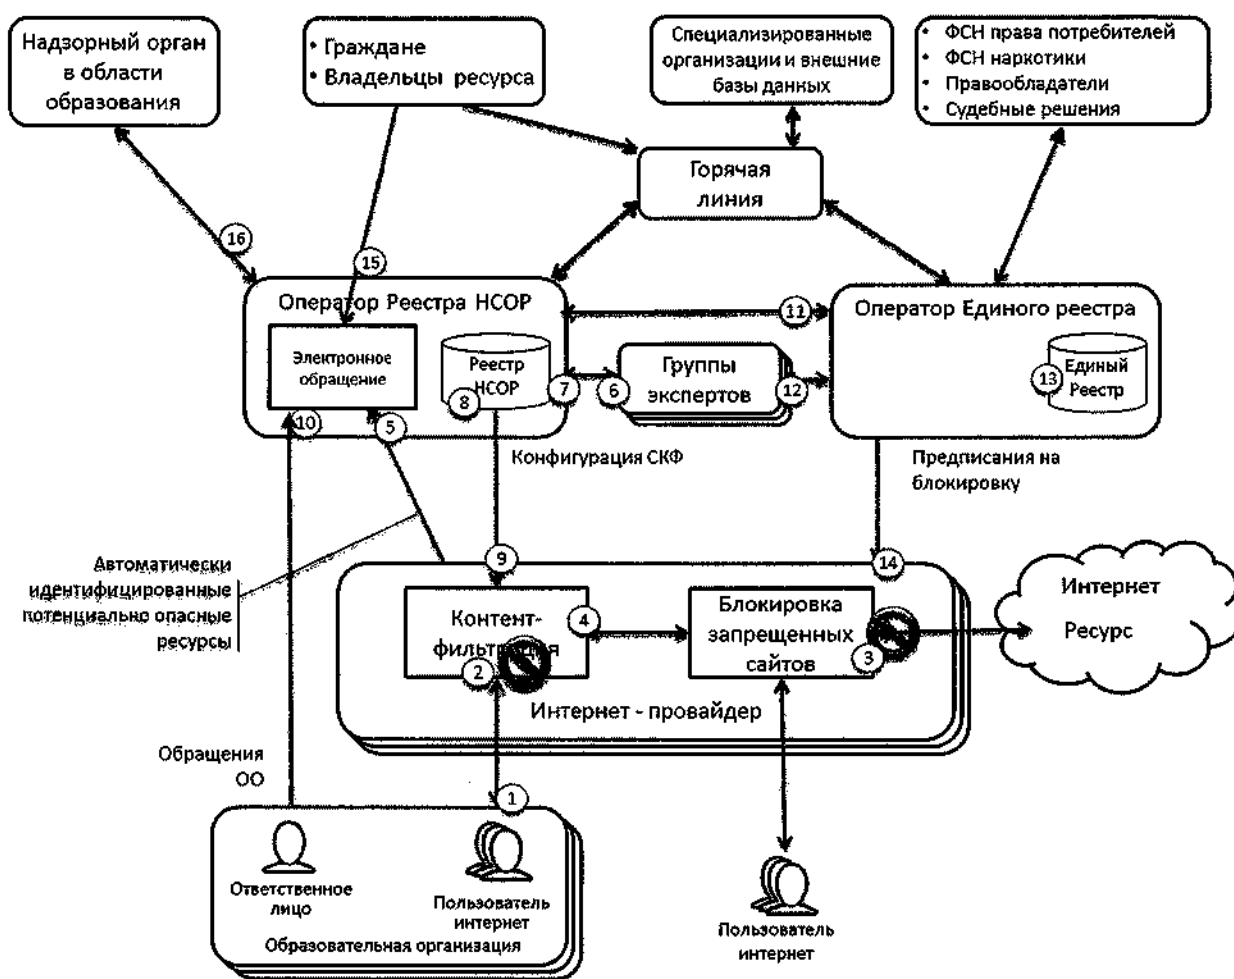 Надзорный орган
в области
образования
• Граждане
• Владельцы ресурса
Специализированные
организации и внешние
базы данных
• ФСН права потребителей
• ФСН наркотики
• Правообладатели
• Судебные решения
Горячая
линия
16
15
Оператор Реестра НСОР
Электронное
обращение
Реестр
НСОР
8
7
6
Группы
экспертов
11
12
Оператор Единого реестра
13
Единый
Реестр
10
5
Конфигурация СКФ
Предписания на
блокировку
Автоматически
идентифицированные
потенциально опасные
ресурсы
9
14
Контент-
фильтрация
2
4
Блокировка
запрещенных
сайтов
3
Интернет
Ресурс
Интернет - провайдер
Обращения
ОО
1
Ответственное
лицо
Пользователь
интернет
Образовательная организация
Пользователь
интернет